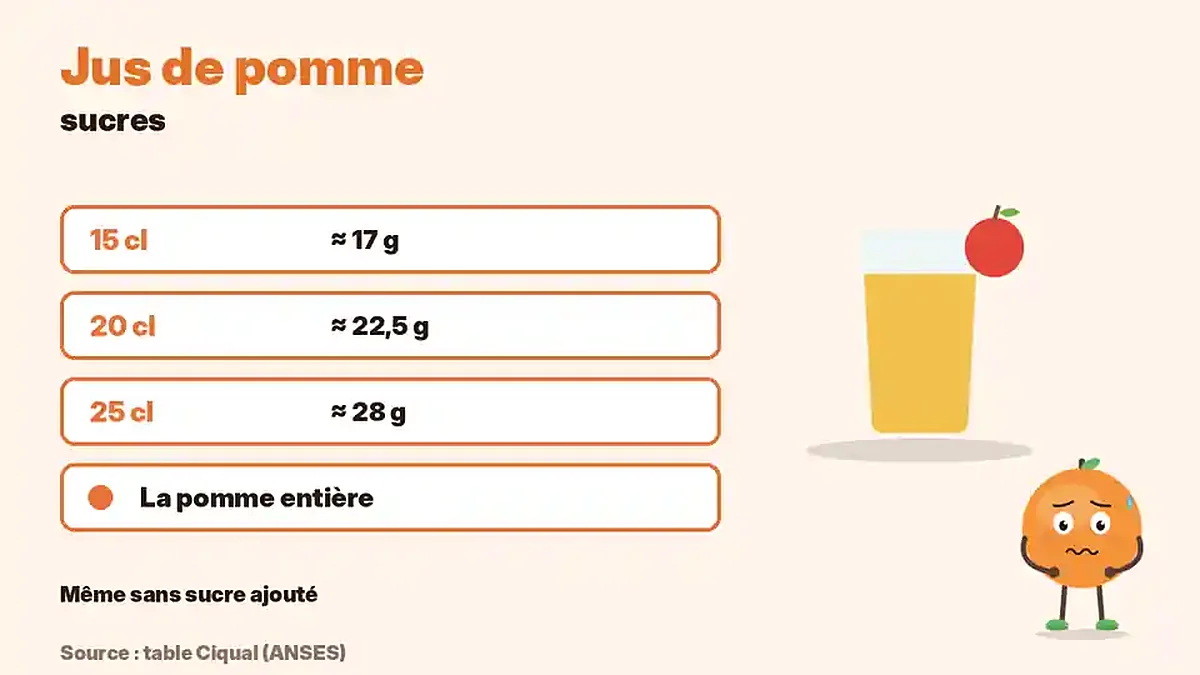 Jus de pomme
sucres
15 cl ≈ 17 g
20 cl ≈ 22,5 g
25 cl ≈ 28 g
La pomme entière
Même sans sucre ajouté
Source : table Ciqual (ANSES)